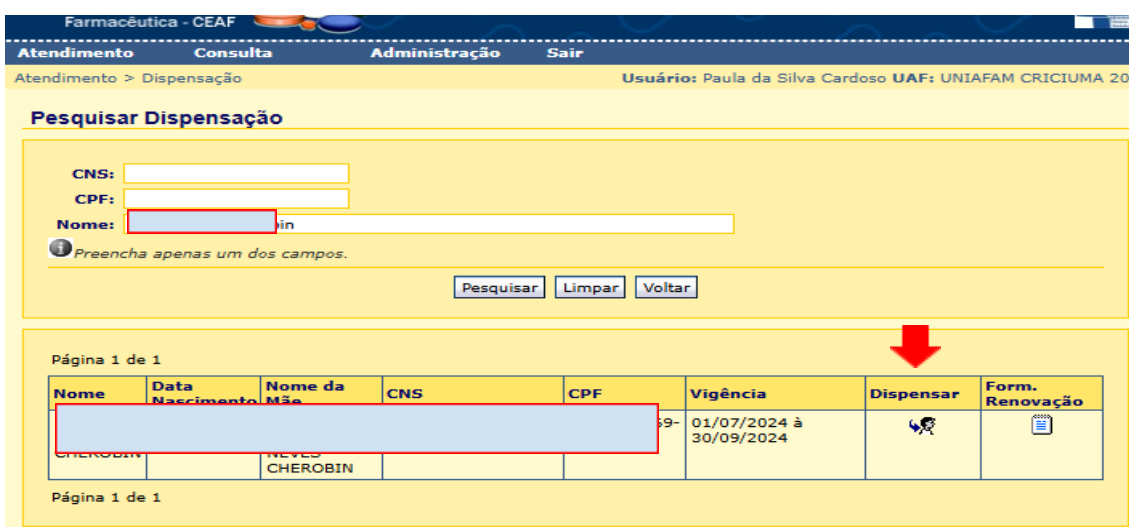 Farmacêutica - CEAF
Atendimento Consulta Administração Sair
Atendimento > Dispensação Usuário: Paula da Silva Cardoso UAF: UNIAFAM CRICIUMA 20
Pesquisar Dispensação
CNS:
CPF:
Nome: in
Preencha apenas um dos campos.
Pesquisar Limpar Voltar
Página 1 de 1
Nome Data Nascimento Nome da Mãe CNS CPF Vigência Dispensar Form. Renovação
59- 01/07/2024 à
30/09/2024
CHEROBIN NEVES
CHEROBIN
Página 1 de 1